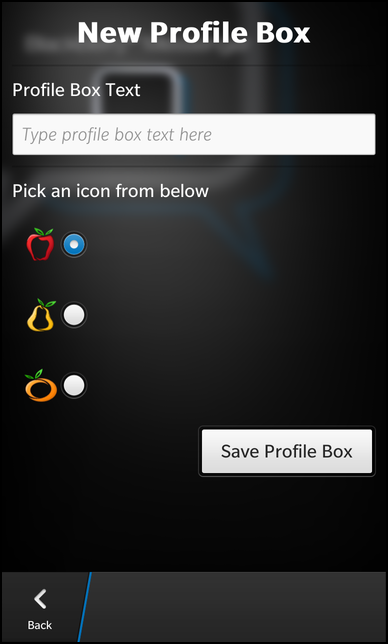 New Profile Box
Profile Box Text
Type profile box text here
Pick an icon from below
Save Profile Box
Back